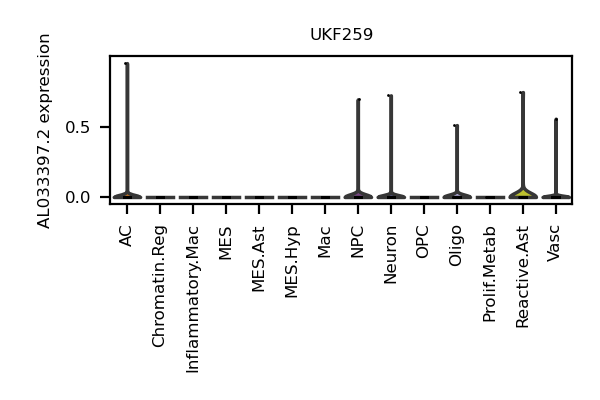 UKF259
AL033397.2 expression
0.5
0.0
AC
Chromatin.Reg
Inflammatory.Mac
MES
MES.Ast
MES.Hyp
Mac
NPC
Neuron
OPC
Oligo
Prolif.Metab
Reactive.Ast
Vasc